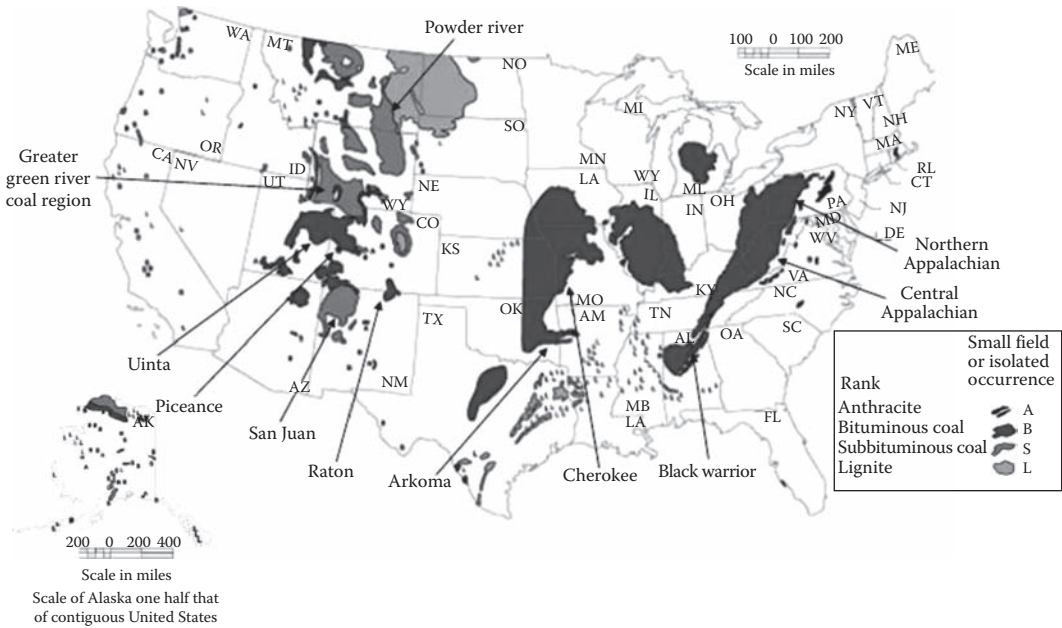 Powder river
WA
MT
NO
ME
100 0 100 200
Scale in miles
MI
NY
VT
NH
MA
OR
SO
MN
LA
WY
IL
ML
IN
OH
PA
RL
CT
NJ
MD
DE
WV
CA
NV
ID
UT
NE
WY
CO
KS
Greater
green river
coal region
Northern
Appalachian
VA
NC
KY
Central
Appalachian
OK
MO
AM
TN
SC
TX
AL
OA
AZ
NM
MB
LA
FL
Uinta
Piceance
San Juan
Raton
Arkoma
Cherokee
Black warrior
AK
200 0 200 400
Scale in miles
Scale of Alaska one half that
of contiguous United States
Small field
or isolated
occurrence
Rank
Anthracite A
Bituminous coal B
Subbituminous coal S
Lignite L